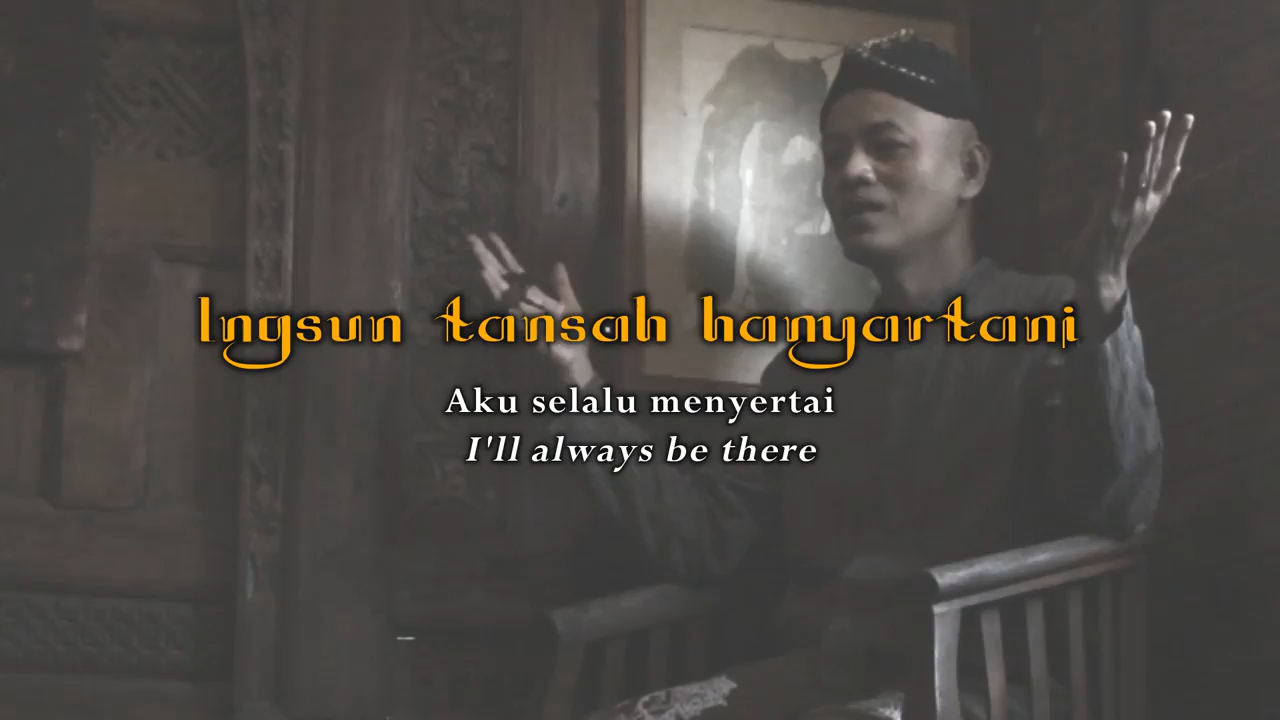 Ingsun tansah hanyartani
Aku selalu menyertai
I'll always be there